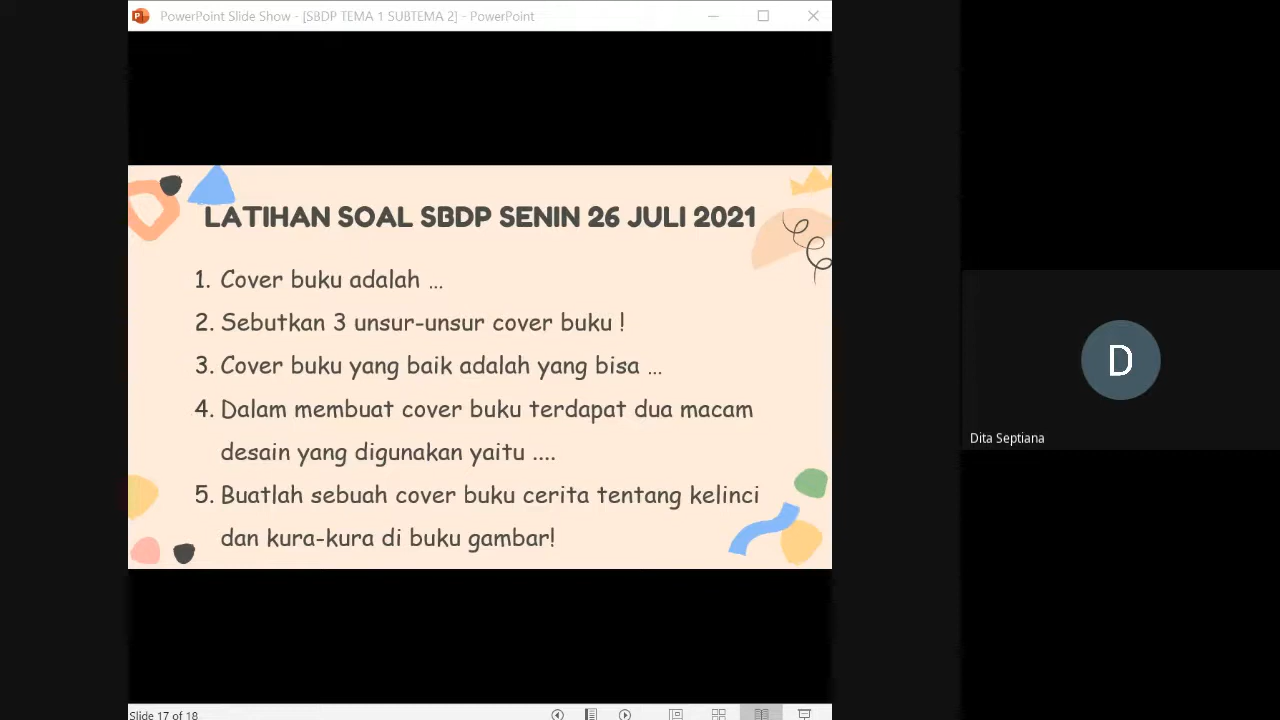 PowerPoint Slide Show - [SBDP TEMA 1 SUBTEMA 2] - PowerPoint
LATIHAN SOAL SBDP SENIN 26 JULI 2021
1. Cover buku adalah ...
2. Sebutkan 3 unsur-unsur cover buku !
3. Cover buku yang baik adalah yang bisa ...
4. Dalam membuat cover buku terdapat dua macam
desain yang digunakan yaitu ....
5. Buatlah sebuah cover buku cerita tentang kelinci
dan kura-kura di buku gambar!
D
Dita Septiana
Slide 17 of 18